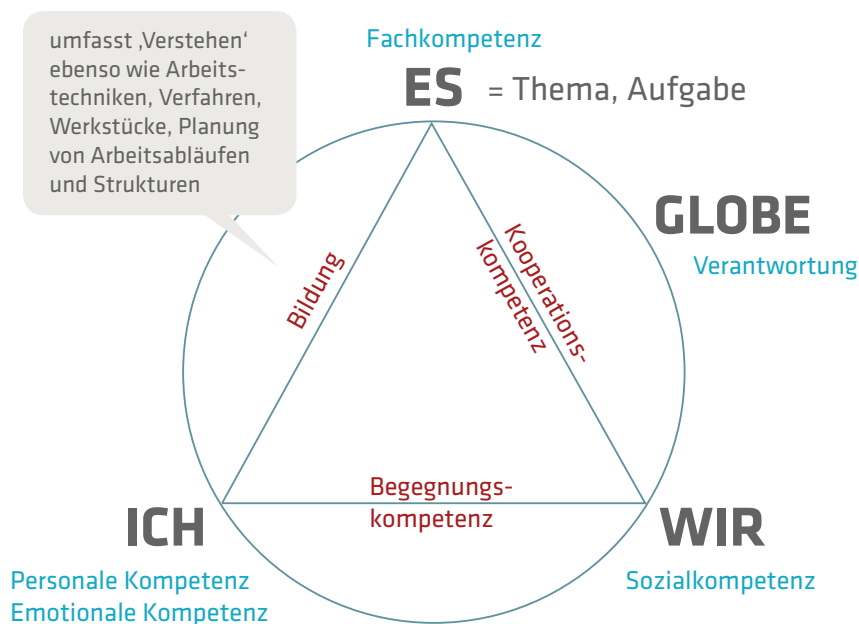 umfasst ‚Verstehen‘
ebenso wie Arbeits-
techniken, Verfahren,
Werkstücke, Planung
von Arbeitsabläufen
und Strukturen
Fachkompetenz
ES = Thema, Aufgabe
GLOBE
Verantwortung
Bildung
Kooperations-
kompetenz
Begegnungs-
kompetenz
ICH
Personale Kompetenz
Emotionale Kompetenz
WIR
Sozialkompetenz